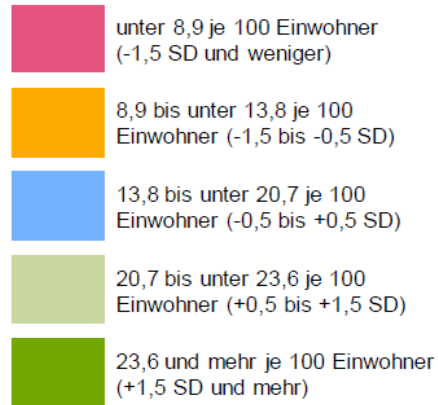 unter 8,9 je 100 Einwohner
(-1,5 SD und weniger)
8,9 bis unter 13,8 je 100
Einwohner (-1,5 bis -0,5 SD)
13,8 bis unter 20,7 je 100
Einwohner (-0,5 bis +0,5 SD)
20,7 bis unter 23,6 je 100
Einwohner (+0,5 bis +1,5 SD)
23,6 und mehr je 100 Einwohner
(+1,5 SD und mehr)